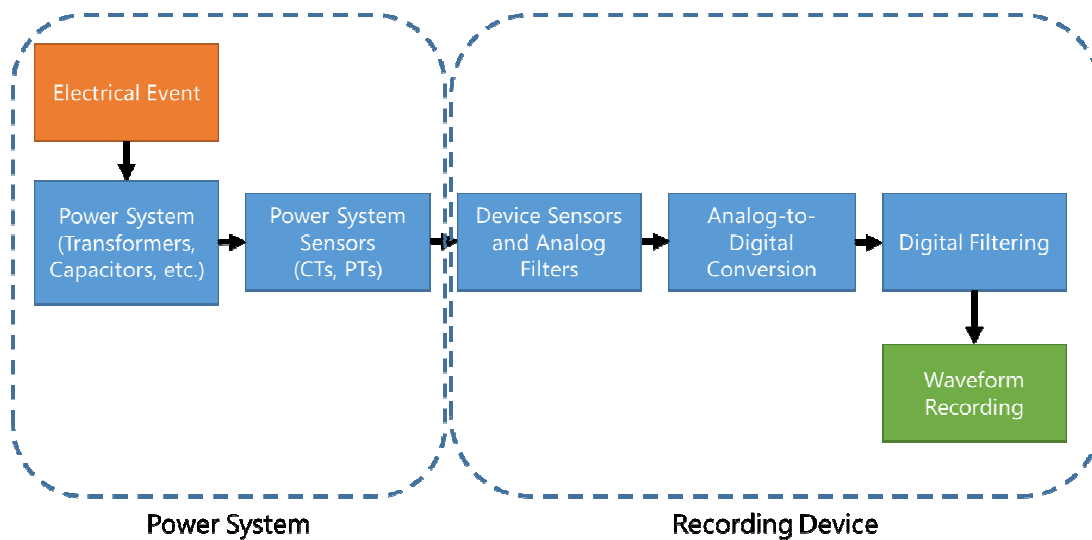 Electrical Event
Power System
(Transformers,
Capacitors, etc.)
Power System
Sensors
(CTs, PTs)
Device Sensors
and Analog
Filters
Analog-to-
Digital
Conversion
Digital Filtering
Waveform
Recording
Power System
Recording Device